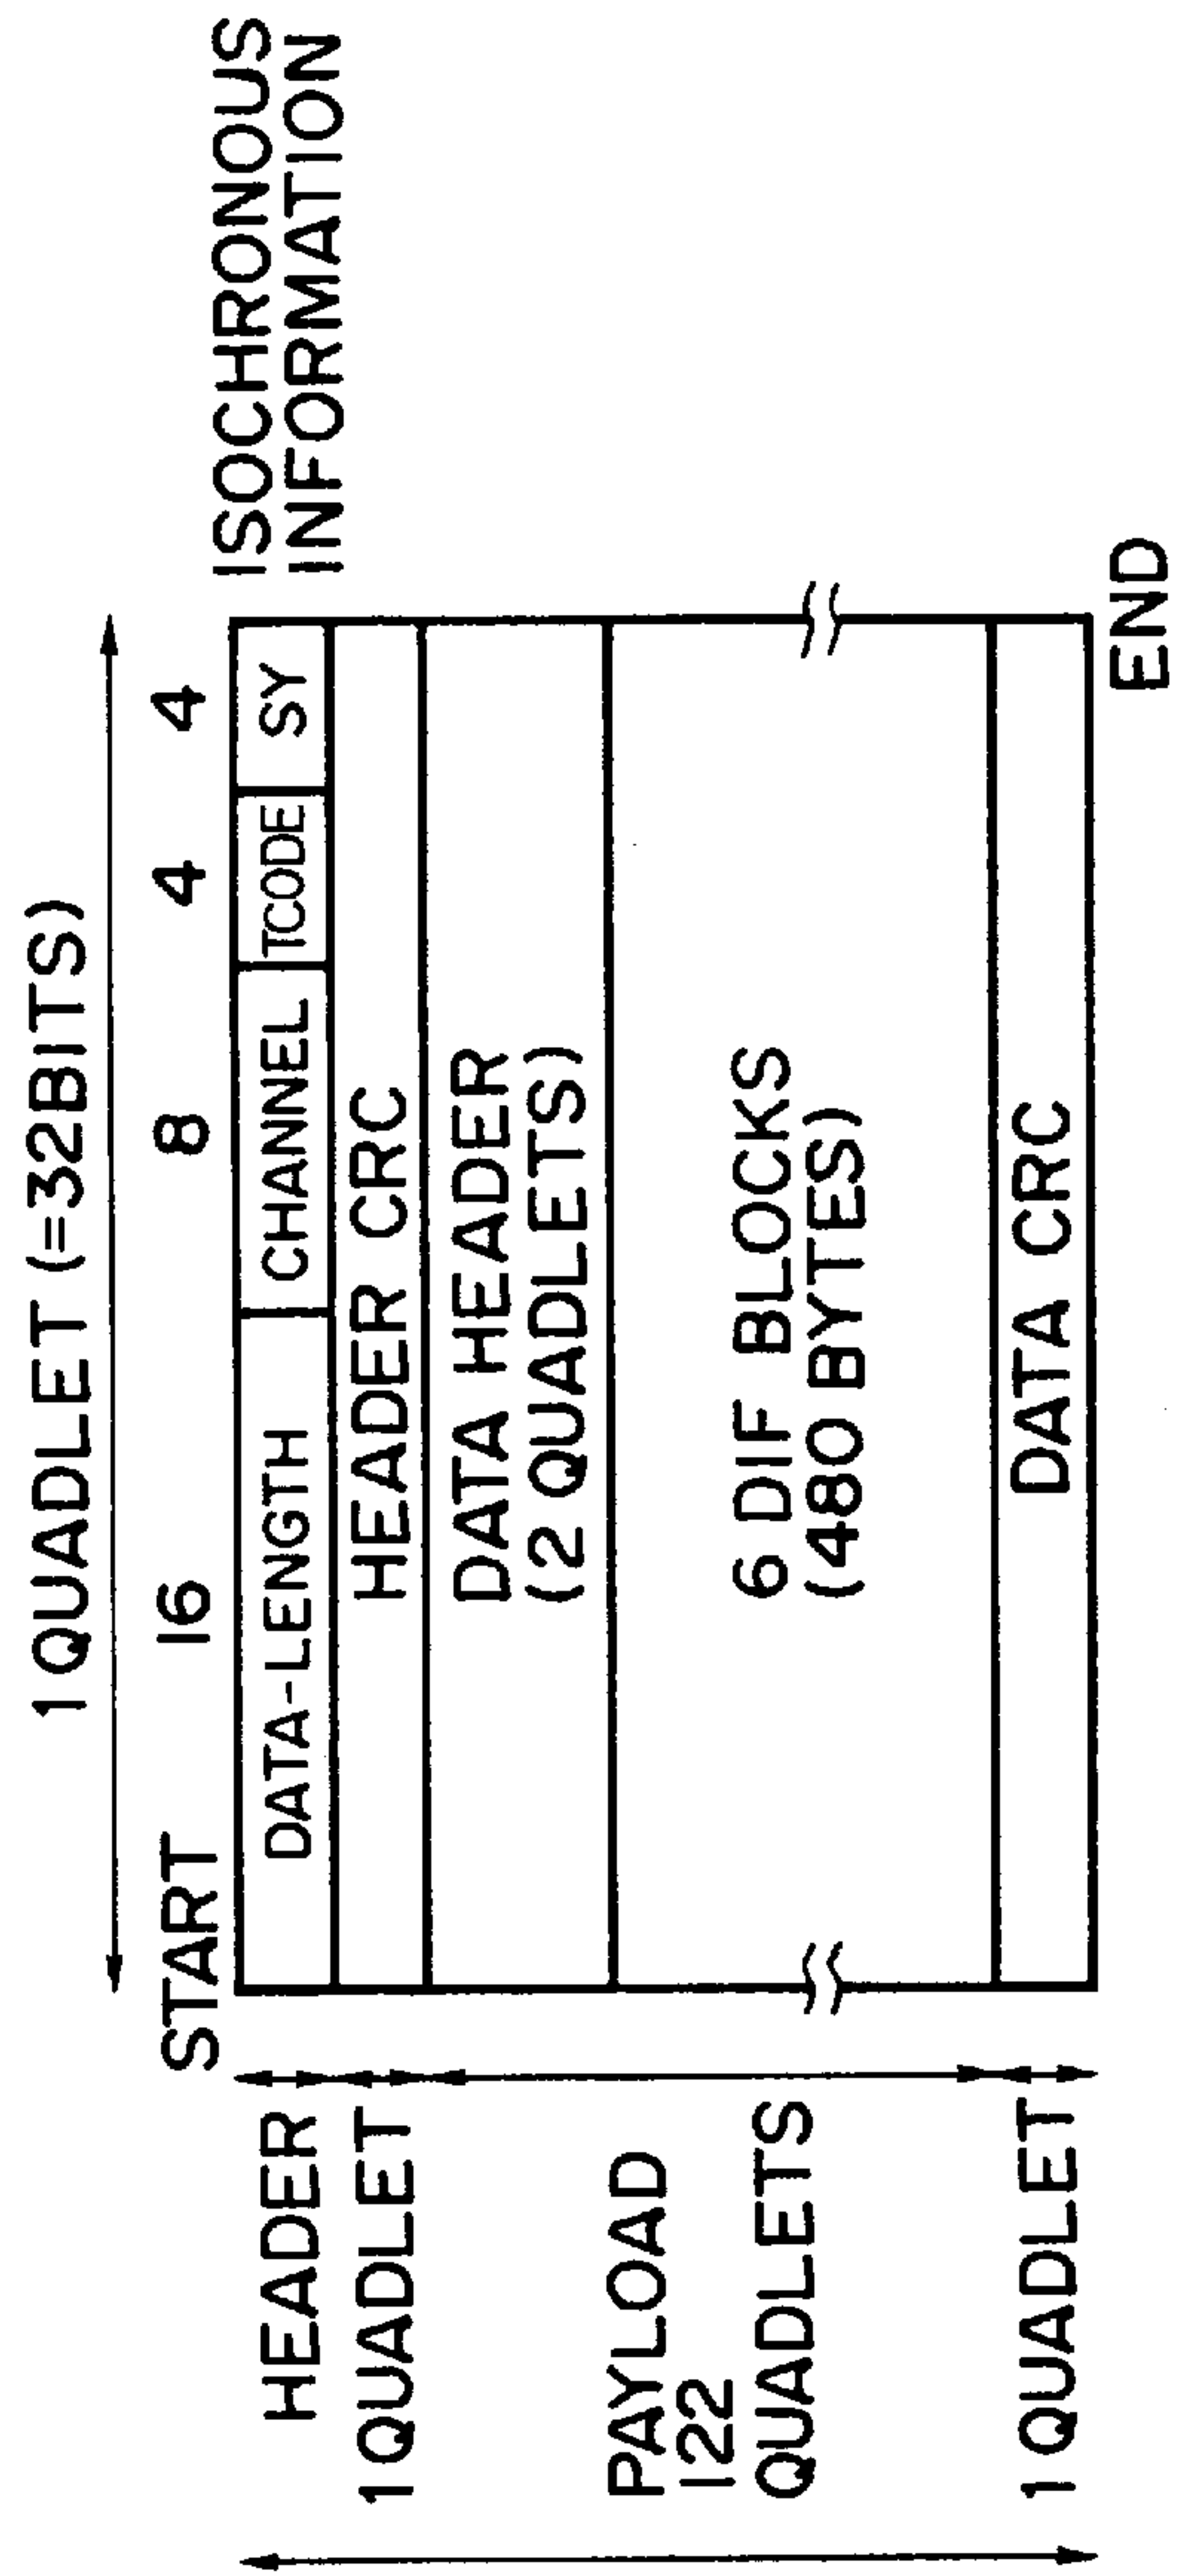 1 QUADLET (=32BITS)
START
16
8
4
4
ISOCHRONOUS
INFORMATION
HEADER
DATA-LENGTH
CHANNEL
TCODE
SY
1 QUADLET
HEADER CRC
DATA HEADER
(2 QUADLETS)
PAYLOAD
122
QUADLETS
6 DIF BLOCKS
(480 BYTES)
1 QUADLET
DATA CRC
END